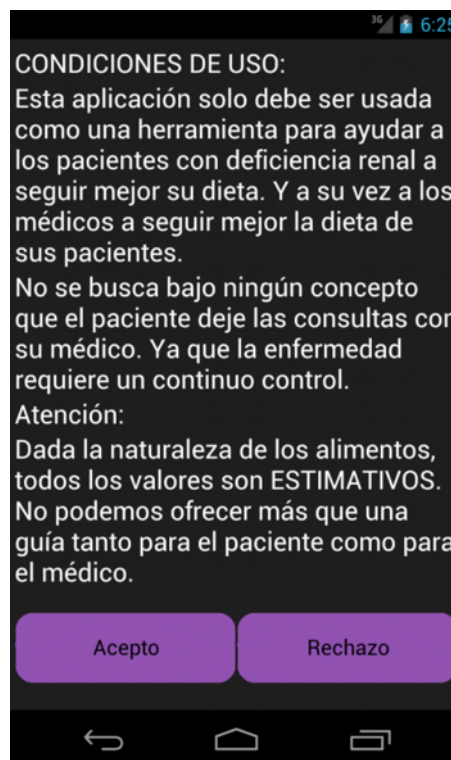 3G 6:25
CONDICIONES DE USO:
Esta aplicación solo debe ser usada
como una herramienta para ayudar a
los pacientes con deficiencia renal a
seguir mejor su dieta. Y a su vez a los
médicos a seguir mejor la dieta de
sus pacientes.
No se busca bajo ningún concepto
que el paciente deje las consultas con
su médico. Ya que la enfermedad
requiere un continuo control.
Atención:
Dada la naturaleza de los alimentos,
todos los valores son ESTIMATIVOS.
No podemos ofrecer más que una
guía tanto para el paciente como para
el médico.
Acepto Rechazo